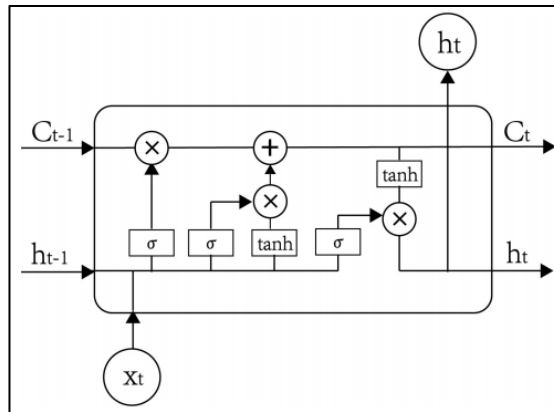 ht
Ct-1
×
+
Ct
tanh
×
×
σ
σ
tanh
σ
ht-1
ht
xt